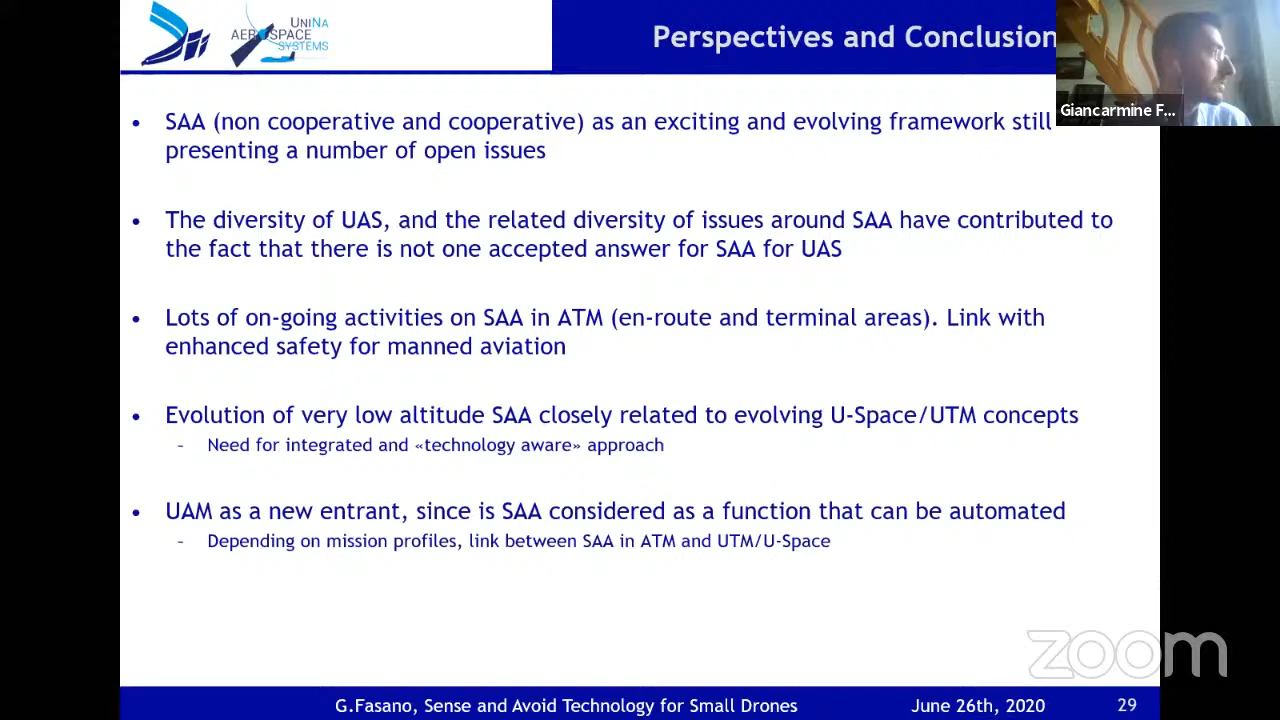 UNINA
AEROSPACE
SYSTEMS
Perspectives and Conclusion
Giancarmine F...
• SAA (non cooperative and cooperative) as an exciting and evolving framework still
presenting a number of open issues
• The diversity of UAS, and the related diversity of issues around SAA have contributed to
the fact that there is not one accepted answer for SAA for UAS
• Lots of on-going activities on SAA in ATM (en-route and terminal areas). Link with
enhanced safety for manned aviation
• Evolution of very low altitude SAA closely related to evolving U-Space/UTM concepts
– Need for integrated and «technology aware» approach
• UAM as a new entrant, since is SAA considered as a function that can be automated
– Depending on mission profiles, link between SAA in ATM and UTM/U-Space
zoom
G.Fasano, Sense and Avoid Technology for Small Drones June 26th, 2020 29